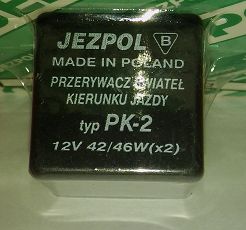 JEZPOL B
MADE IN POLAND
PRZERYWACZ ŚWIATEŁ
KIERUNKU JAZDY
typ PK-2
12V 42/46W(x2)